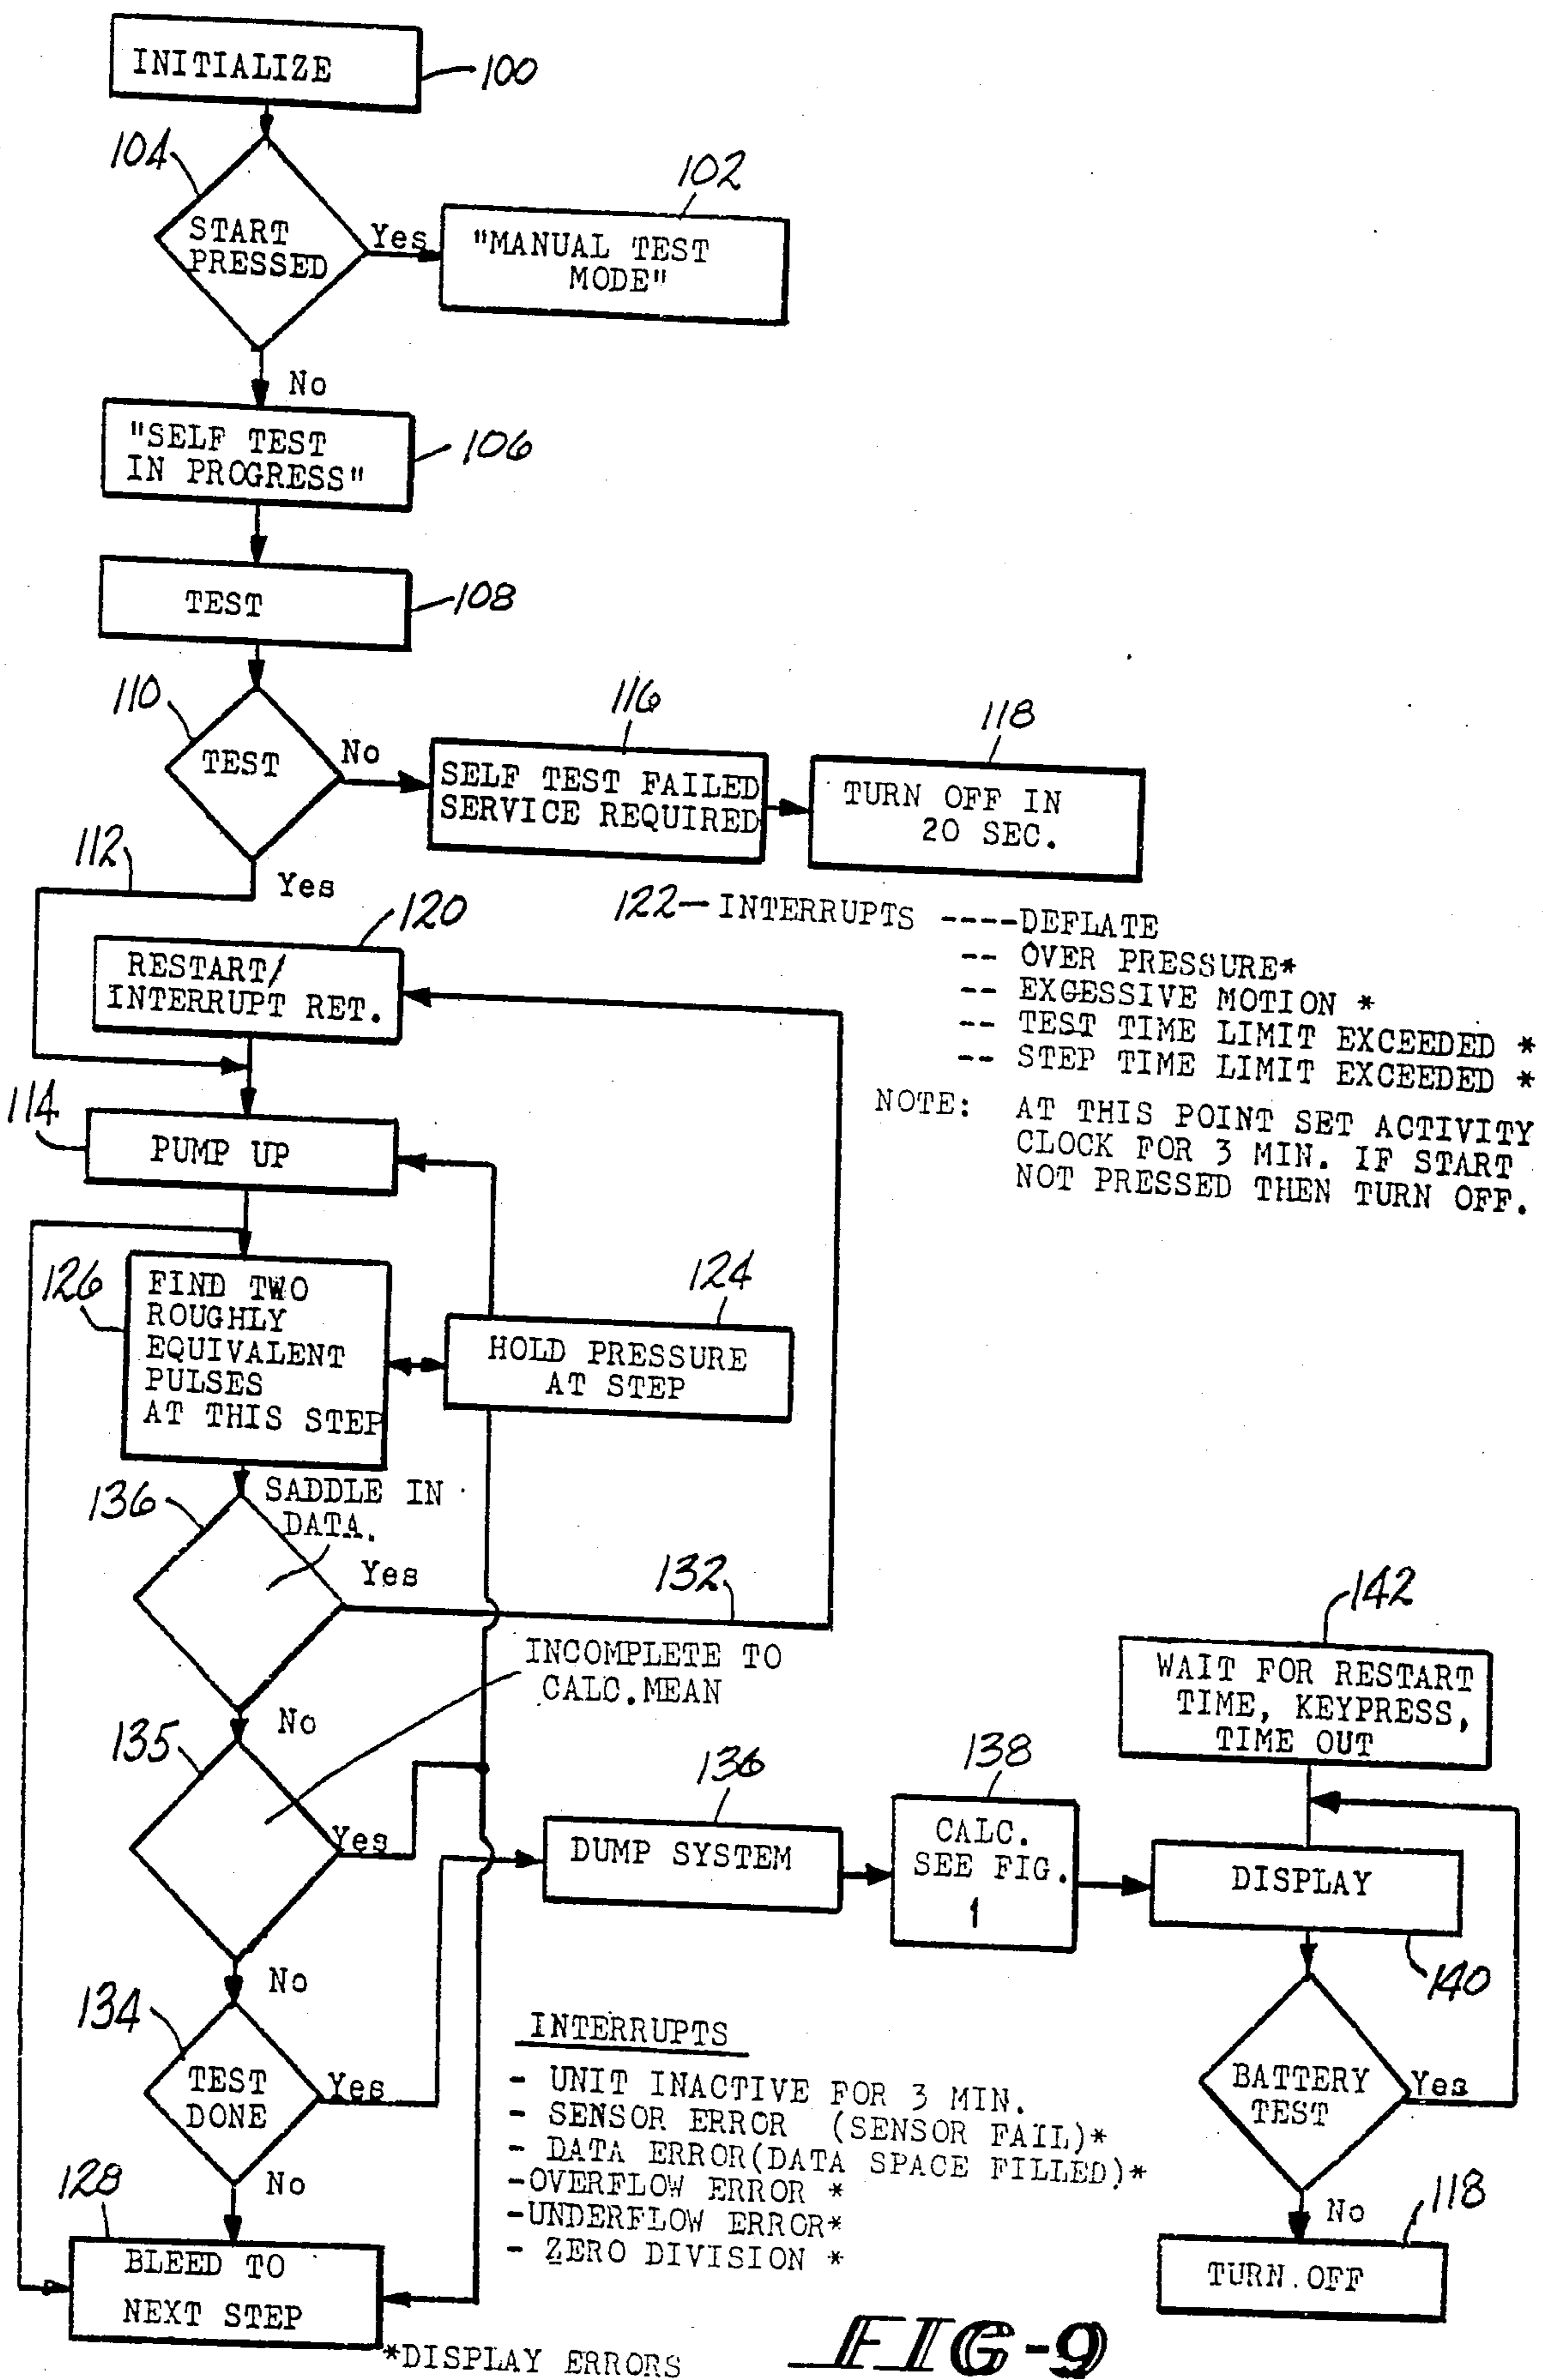 INITIALIZE
100
104
START
PRESSED
Yes
102
"MANUAL TEST
MODE"
No
"SELF TEST
IN PROGRESS"
106
TEST
108
110
TEST
No
116
SELF TEST FAILED
SERVICE REQUIRED
118
TURN OFF IN
20 SEC.
112
Yes
120
RESTART/
INTERRUPT RET.
122— INTERRUPTS ----DEFLATE
-- OVER PRESSURE*
-- EXGESSIVE MOTION *
-- TEST TIME LIMIT EXCEEDED *
-- STEP TIME LIMIT EXCEEDED *
NOTE: AT THIS POINT SET ACTIVITY
CLOCK FOR 3 MIN. IF START
NOT PRESSED THEN TURN OFF.
114
PUMP UP
126
FIND TWO
ROUGHLY
EQUIVALENT
PULSES
AT THIS STEP
124
HOLD PRESSURE
AT STEP
136
SADDLE IN
DATA.
Yes
132
No
INCOMPLETE TO
CALC.MEAN
135
Yes
No
136
DUMP SYSTEM
138
CALC.
SEE FIG.
1
142
WAIT FOR RESTART
TIME, KEYPRESS,
TIME OUT
DISPLAY
140
134
TEST
DONE
Yes
No
INTERRUPTS
- UNIT INACTIVE FOR 3 MIN.
- SENSOR ERROR (SENSOR FAIL)*
- DATA ERROR(DATA SPACE FILLED)*
-OVERFLOW ERROR *
-UNDERFLOW ERROR*
- ZERO DIVISION *
BATTERY
TEST
Yes
No
118
TURN.OFF
128
BLEED TO
NEXT STEP
*DISPLAY ERRORS
FIG-9